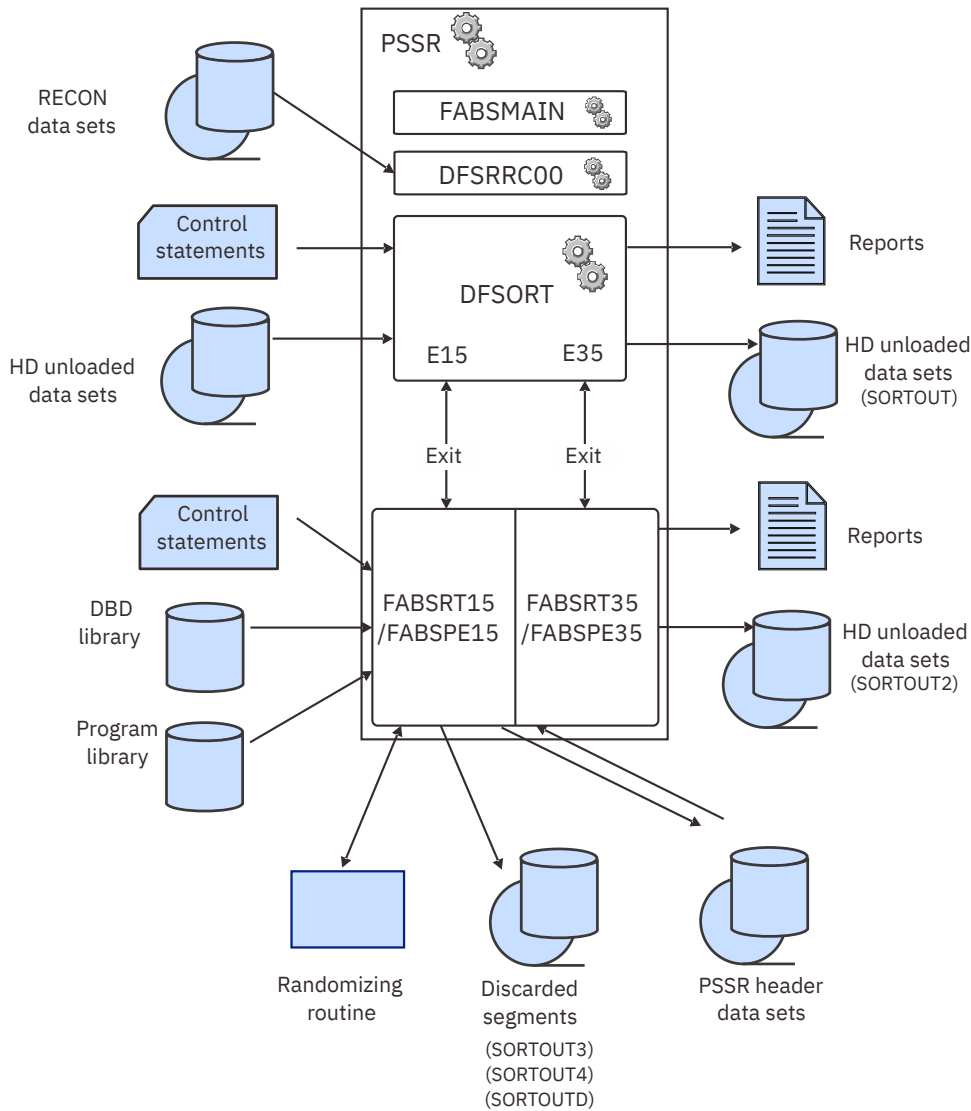 PSSR
FABSMAIN
RECON
data sets
DFSRRC00
Control
statements
Reports
DFSORT
HD unloaded
data sets
E15
E35
HD unloaded
data sets
(SORTOUT)
Exit
Exit
Control
statements
Reports
DBD
library
FABSRT15
/FABSPE15
FABSRT35
/FABSPE35
HD unloaded
data sets
(SORTOUT2)
Program
library
Randomizing
routine
Discarded
segments
(SORTOUT3)
(SORTOUT4)
(SORTOUTD)
PSSR header
data sets